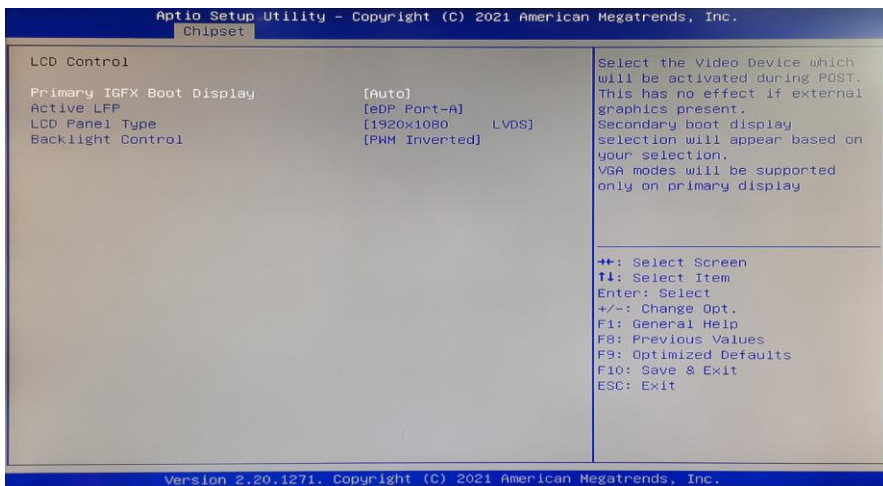 Aptio Setup Utility – Copyright (C) 2021 American Megatrends, Inc.
Chipset
LCD Control
Primary IGFX Boot Display [Auto]
Active LFP [eDP Port-A]
LCD Panel Type [1920x1080 LVDS]
Backlight Control [PWM Inverted]
Select the Video Device which
will be activated during POST.
This has no effect if external
graphics present.
Secondary boot display
selection will appear based on
your selection.
VGA modes will be supported
only on primary display
→←: Select Screen
↑↓: Select Item
Enter: Select
+/-: Change Opt.
F1: General Help
F8: Previous Values
F9: Optimized Defaults
F10: Save & Exit
ESC: Exit
Version 2.20.1271. Copyright (C) 2021 American Megatrends, Inc.